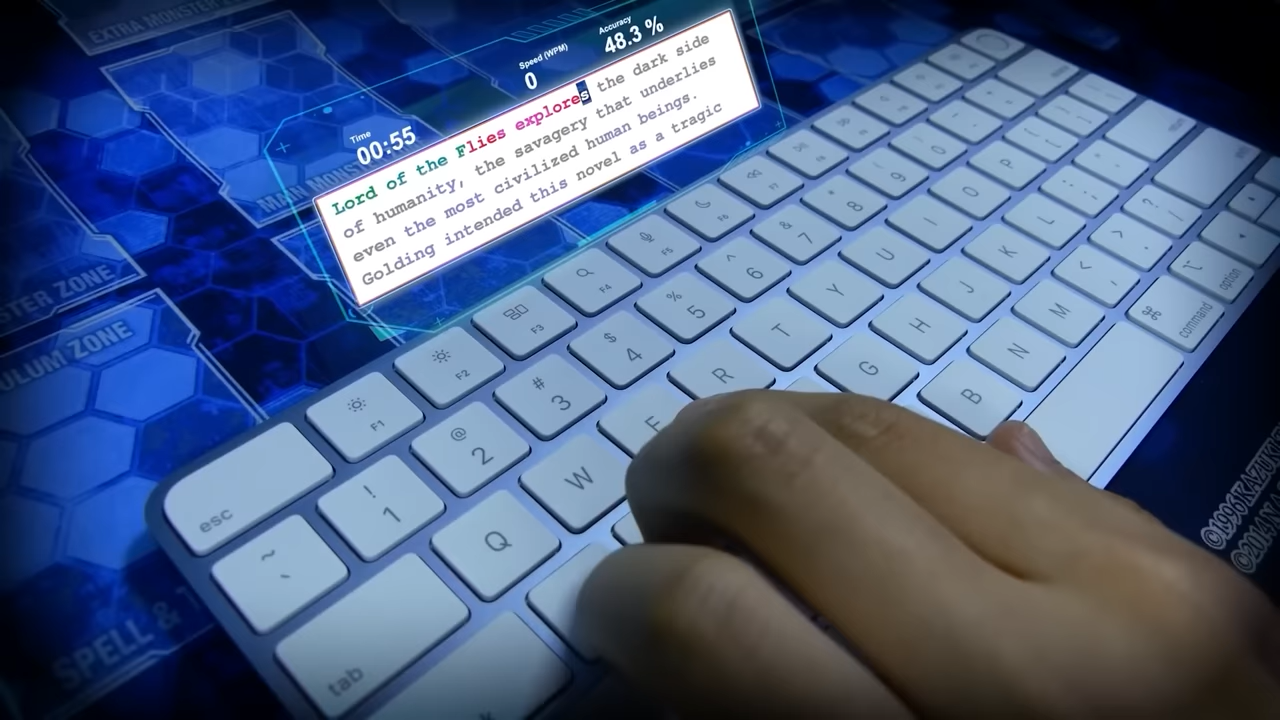 EXTRA MONSTER
Speed (WPM)
0
Accuracy
48.3 %
Time
00:55
Lord of the Flies explores the dark side
of humanity, the savagery that underlies
even the most civilized human beings.
Golding intended this novel as a tragic
MAIN MONS
STER ZONE
ULUM ZONE
SPELL & T
©1996KAZUKI
©2014
esc
F1
F2
F3
F4
F5
F6
F7
~ `
! 1
@ 2
# 3
$ 4
% 5
^ 6
& 7
* 8
( 9
) 0
tab
Q W E R T Y U I O P
G H J K L
B N M < , > . ? /
command
option